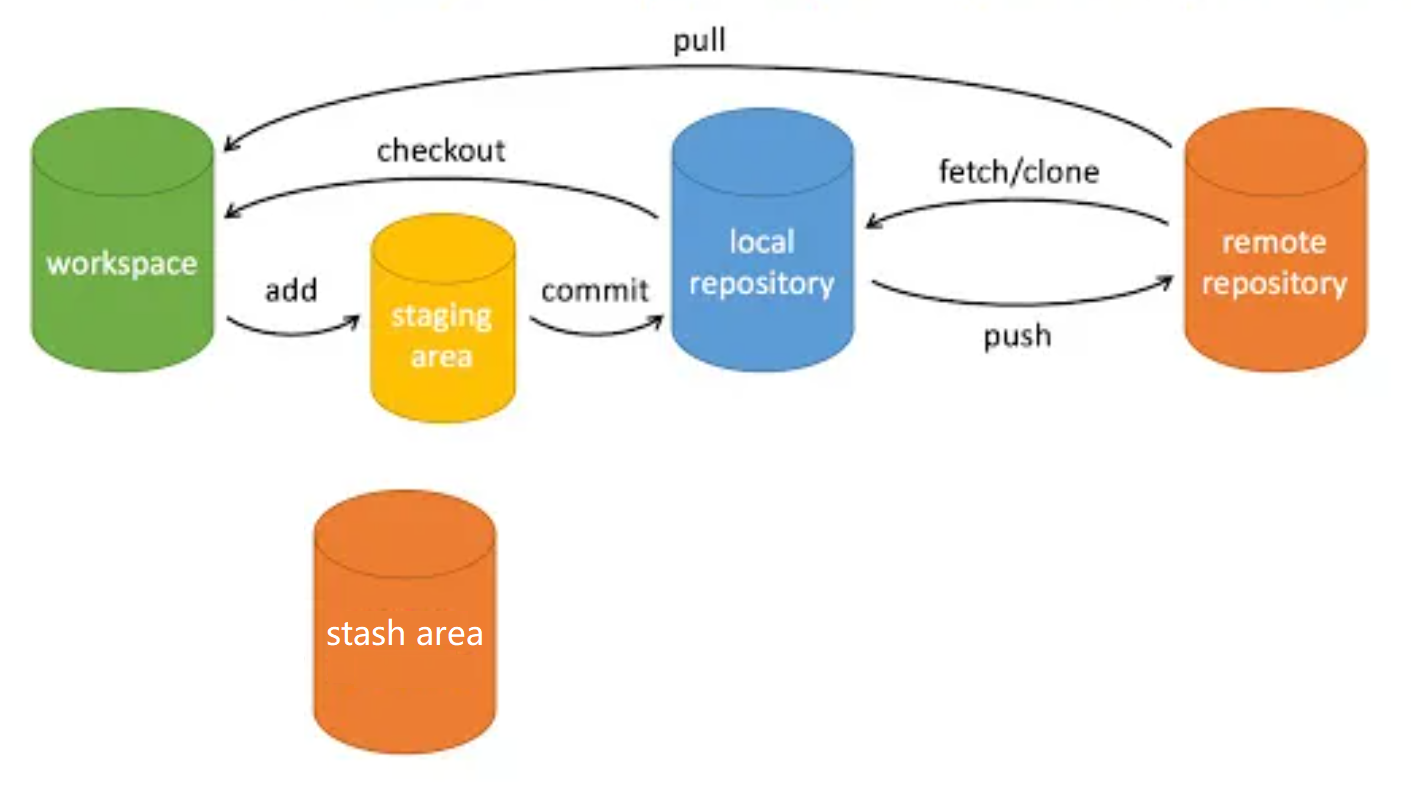 pull
checkout
fetch/clone
workspace
add
staging
area
commit
local
repository
push
remote
repository
stash area